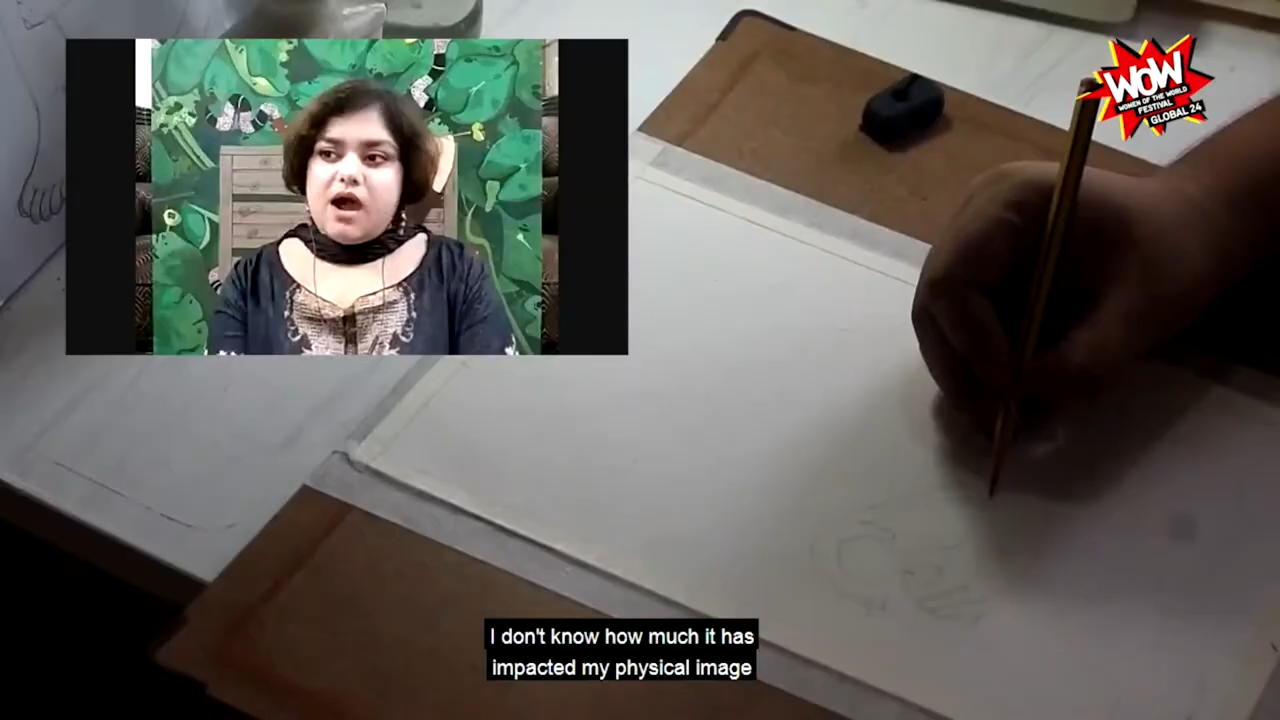 WOW
WOMEN OF THE WORLD
FESTIVAL
GLOBAL 24
I don't know how much it has
impacted my physical image